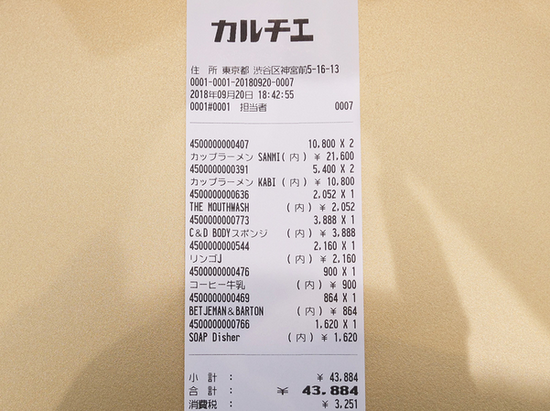 カルチエ
住 所 東京都 渋谷区神宮前5-16-13
0001-0001-20180920-0007
2018年09月20日 18:42:55
0001#0001 担当者 0007
4500000000407 10,800 X 2
カップラーメン SANMI(内) ¥ 21,600
4500000000391 5,400 X 2
カップラーメン KABI (内) ¥ 10,800
4500000000636 2,052 X 1
THE MOUTHWASH (内) ¥ 2,052
4500000000773 3,888 X 1
C&D BODYスポンジ (内) ¥ 3,888
4500000000544 2,160 X 1
リンゴJ (内) ¥ 2,160
4500000000476 900 X 1
コーヒー牛乳 (内) ¥ 900
4500000000469 864 X 1
BETJEMAN&BARTON (内) ¥ 864
4500000000766 1,620 X 1
SOAP Disher (内) ¥ 1,620
小 計 : ¥ 43,884
合 計 : ¥ 43,884
消費税 : ¥ 3,251